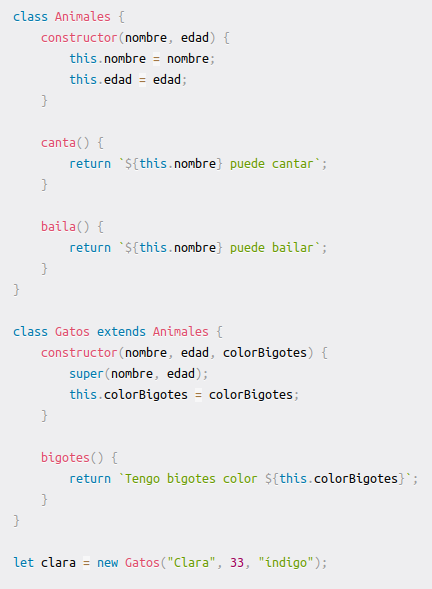 class Animales {
    constructor(nombre, edad) {
        this.nombre = nombre;
        this.edad = edad;
    }

    canta() {
        return `${this.nombre} puede cantar`;
    }

    baila() {
        return `${this.nombre} puede bailar`;
    }
}

class Gatos extends Animales {
    constructor(nombre, edad, colorBigotes) {
        super(nombre, edad);
        this.colorBigotes = colorBigotes;
    }

    bigotes() {
        return `Tengo bigotes color ${this.colorBigotes}`;
    }
}

let clara = new Gatos("Clara", 33, "índigo");